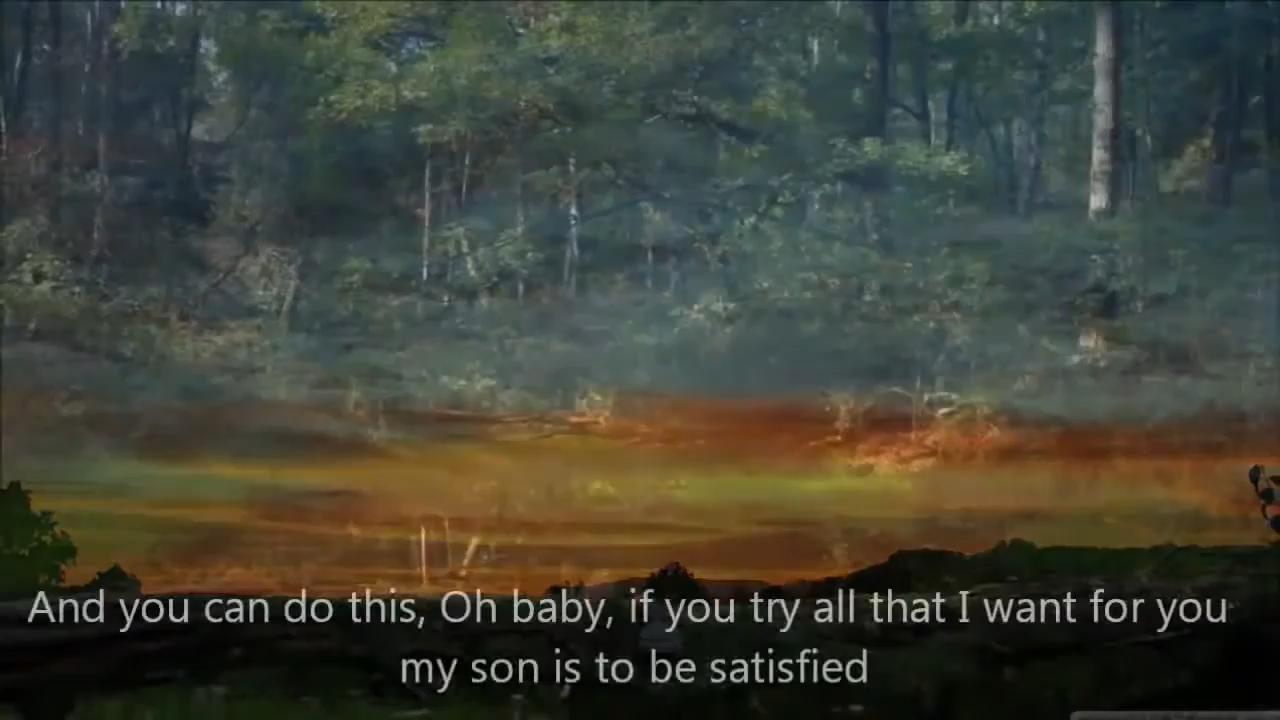 And you can do this, Oh baby, if you try all that I want for you
my son is to be satisfied